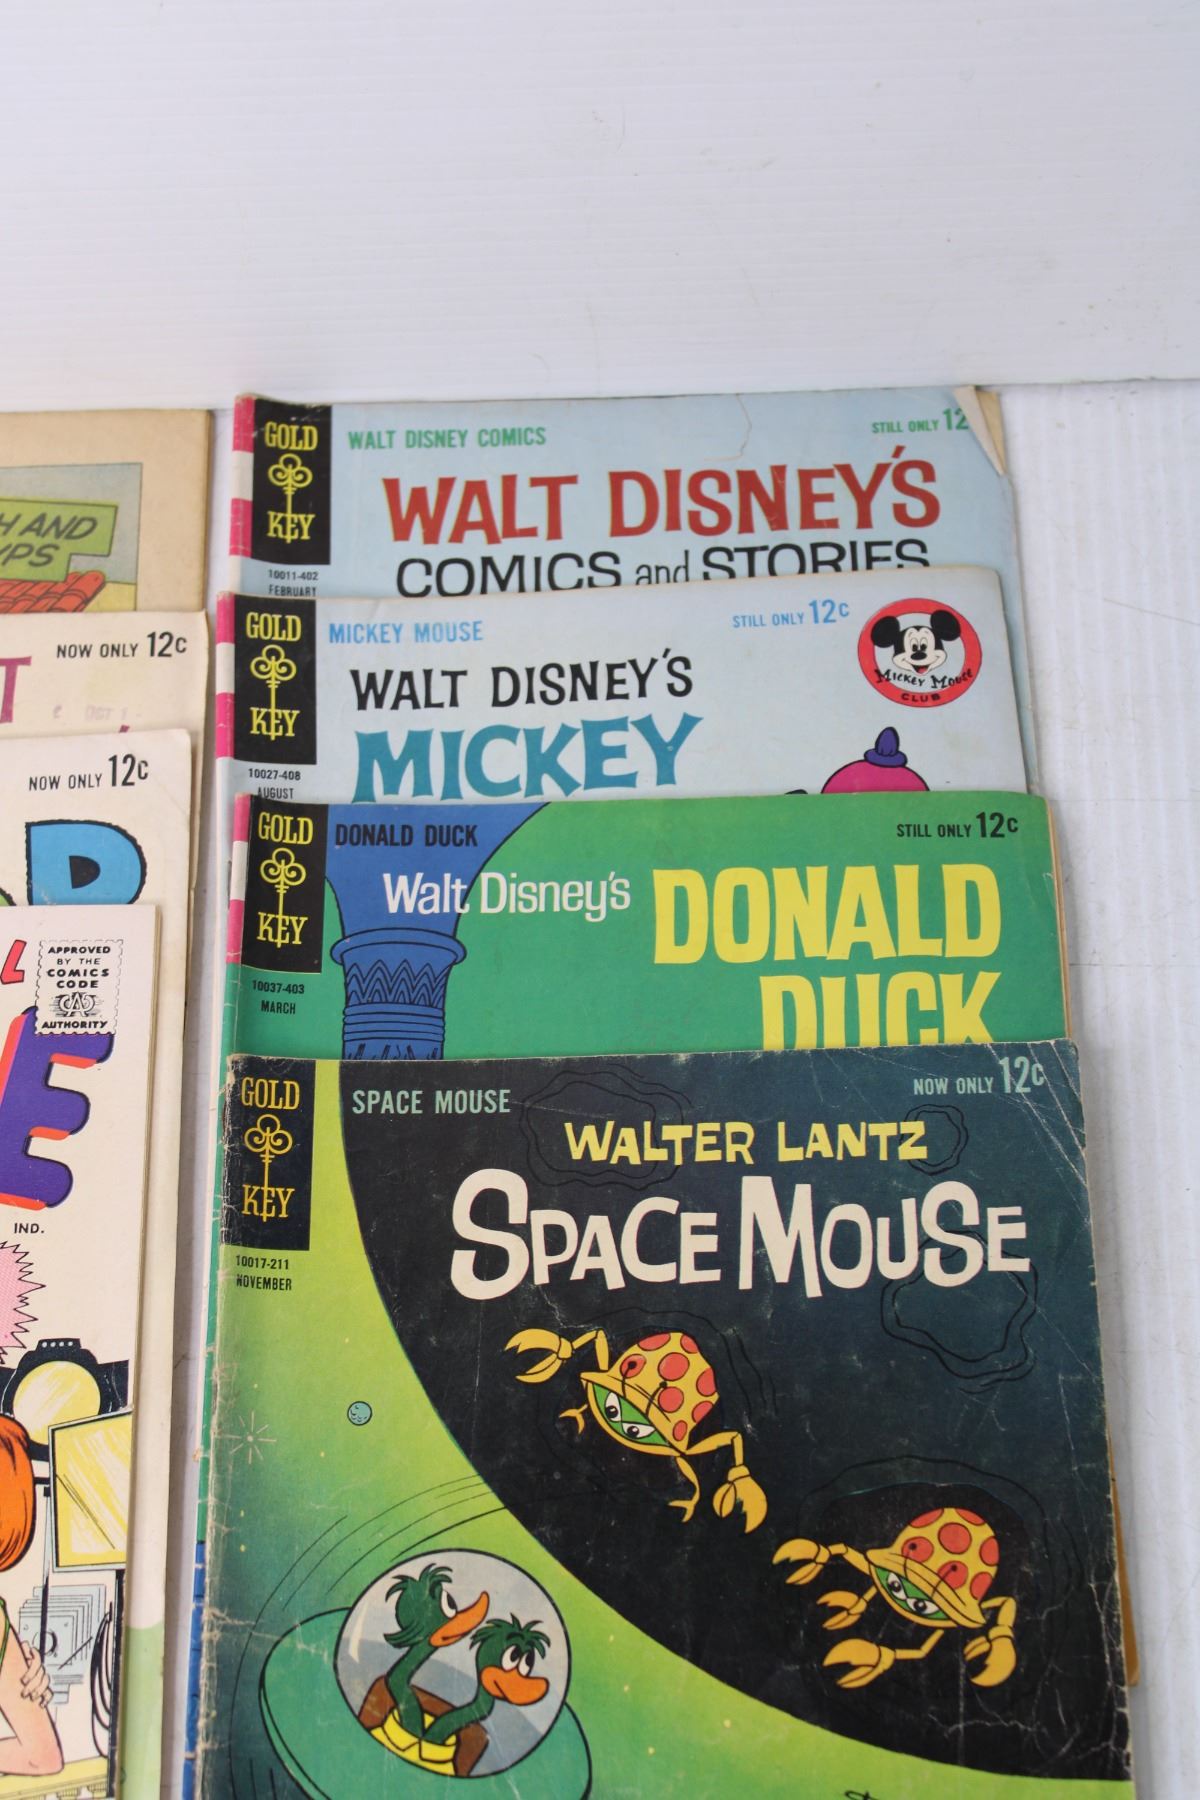 H AND
YPS
NOW ONLY 12c
T
OCT 1
NOW ONLY 12c
D
L
APPROVED
BY THE
COMICS
CODE
CA
AUTHORITY
E
IND.
GOLD
KEY
WALT DISNEY COMICS
STILL ONLY 12
WALT DISNEY'S
COMICS and STORIES
10011-402
FEBRUARY
GOLD
KEY
MICKEY MOUSE
STILL ONLY 12c
MICKEY MOUSE
CLUB
WALT DISNEY'S
MICKEY
10027-408
AUGUST
GOLD
KEY
DONALD DUCK
STILL ONLY 12c
Walt Disney's
DONALD
DUCK
10037-403
MARCH
GOLD
KEY
SPACE MOUSE
NOW ONLY 12c
WALTER LANTZ
SPACE MOUSE
10017-211
NOVEMBER